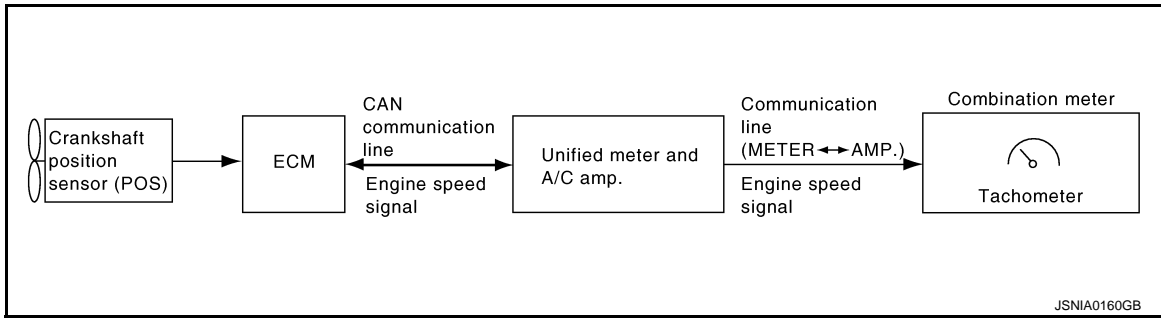 Crankshaft
position
sensor (POS)
ECM
CAN
communication
line
Engine speed
signal
Unified meter and
A/C amp.
Communication
line
(METER↔AMP.)
Engine speed
signal
Combination meter
Tachometer
JSNIA0160GB